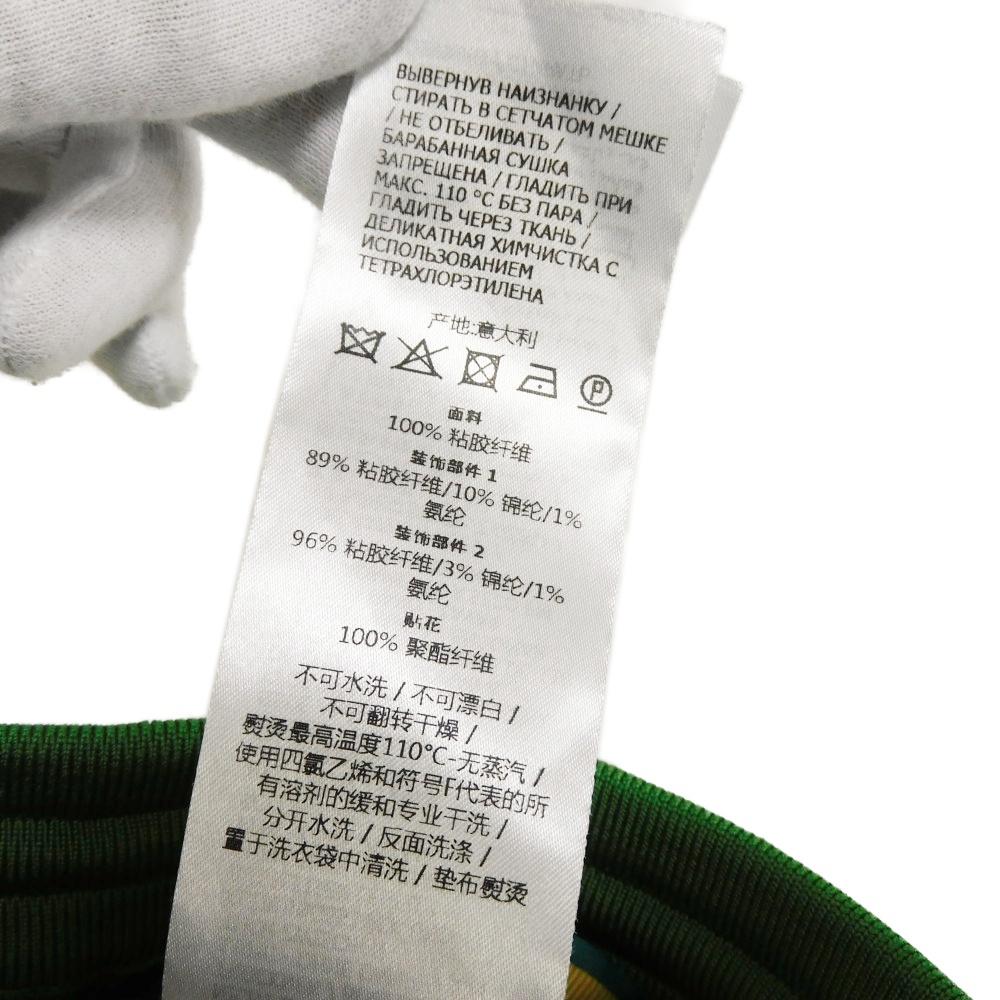 ВЫВЕРНУВ НАИЗНАНКУ /
СТИРАТЬ В СЕТЧАТОМ МЕШКЕ
/ НЕ ОТБЕЛИВАТЬ /
БАРАБАННАЯ СУШКА
ЗАПРЕЩЕНА / ГЛАДИТЬ ПРИ
МАКС. 110 °C БЕЗ ПАРА /
ГЛАДИТЬ ЧЕРЕЗ ТКАНЬ /
ДЕЛИКАТНАЯ ХИМЧИСТКА С
ИСПОЛЬЗОВАНИЕМ
ТЕТРАХЛОРЭТИЛЕНА
产地:意大利
P
面料
100% 粘胶纤维
装饰部件 1
89% 粘胶纤维/10% 锦纶/1%
氨纶
装饰部件 2
96% 粘胶纤维/3% 锦纶/1%
氨纶
贴花
100% 聚酯纤维
不可水洗 / 不可漂白 /
不可翻转干燥 /
熨烫最高温度110°C-无蒸汽 /
使用四氯乙烯和符号F代表的所
有溶剂的缓和专业干洗 /
分开水洗 / 反面洗涤 /
置于洗衣袋中清洗 / 垫布熨烫